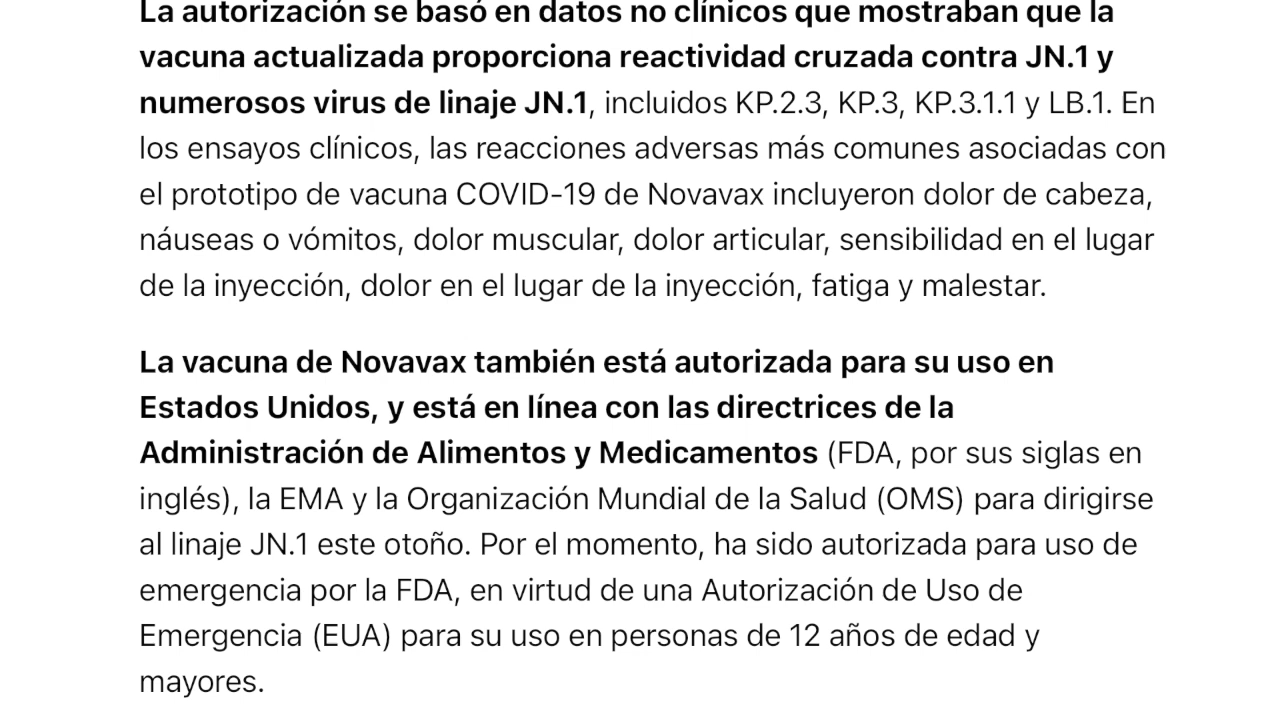 La autorización se basó en datos no clínicos que mostraban que la
vacuna actualizada proporciona reactividad cruzada contra JN.1 y
numerosos virus de linaje JN.1, incluidos KP.2.3, KP.3, KP.3.1.1 y LB.1. En
los ensayos clínicos, las reacciones adversas más comunes asociadas con
el prototipo de vacuna COVID-19 de Novavax incluyeron dolor de cabeza,
náuseas o vómitos, dolor muscular, dolor articular, sensibilidad en el lugar
de la inyección, dolor en el lugar de la inyección, fatiga y malestar.
La vacuna de Novavax también está autorizada para su uso en
Estados Unidos, y está en línea con las directrices de la
Administración de Alimentos y Medicamentos (FDA, por sus siglas en
inglés), la EMA y la Organización Mundial de la Salud (OMS) para dirigirse
al linaje JN.1 este otoño. Por el momento, ha sido autorizada para uso de
emergencia por la FDA, en virtud de una Autorización de Uso de
Emergencia (EUA) para su uso en personas de 12 años de edad y
mayores.